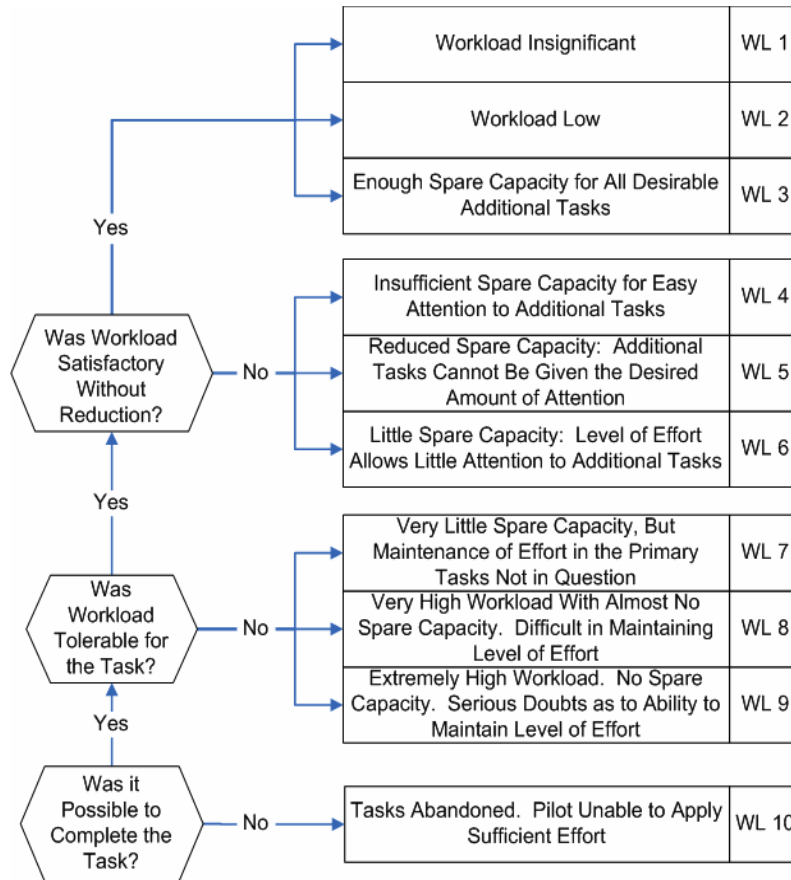 Workload Insignificant
WL 1
Workload Low
WL 2
Enough Spare Capacity for All Desirable
Additional Tasks
WL 3
Yes
Was Workload
Satisfactory
Without
Reduction?
No
Insufficient Spare Capacity for Easy
Attention to Additional Tasks
WL 4
Reduced Spare Capacity: Additional
Tasks Cannot Be Given the Desired
Amount of Attention
WL 5
Little Spare Capacity: Level of Effort
Allows Little Attention to Additional Tasks
WL 6
Yes
Was
Workload
Tolerable for
the Task?
No
Very Little Spare Capacity, But
Maintenance of Effort in the Primary
Tasks Not in Question
WL 7
Very High Workload With Almost No
Spare Capacity. Difficult in Maintaining
Level of Effort
WL 8
Extremely High Workload. No Spare
Capacity. Serious Doubts as to Ability to
Maintain Level of Effort
WL 9
Yes
Was it
Possible to
Complete the
Task?
No
Tasks Abandoned. Pilot Unable to Apply
Sufficient Effort
WL 10